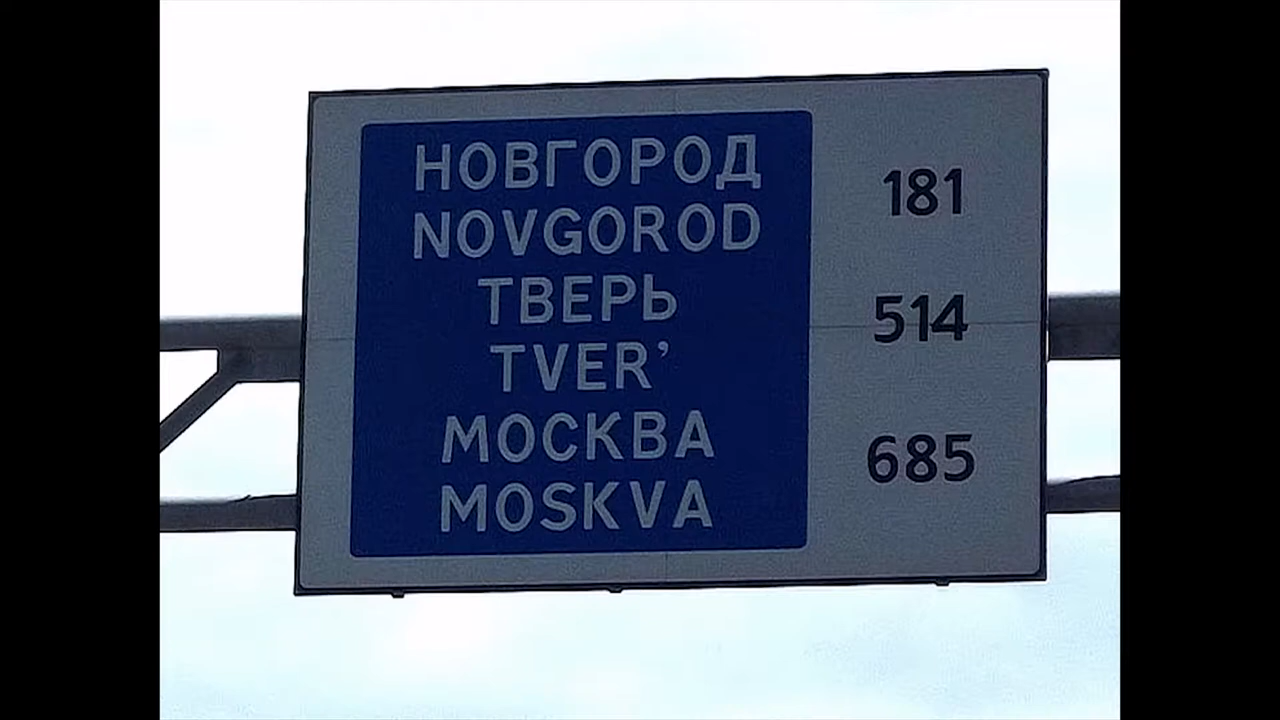 НОВГОРОД 181
NOVGOROD
ТВЕРЬ 514
TVER’
МОСКВА 685
MOSKVA